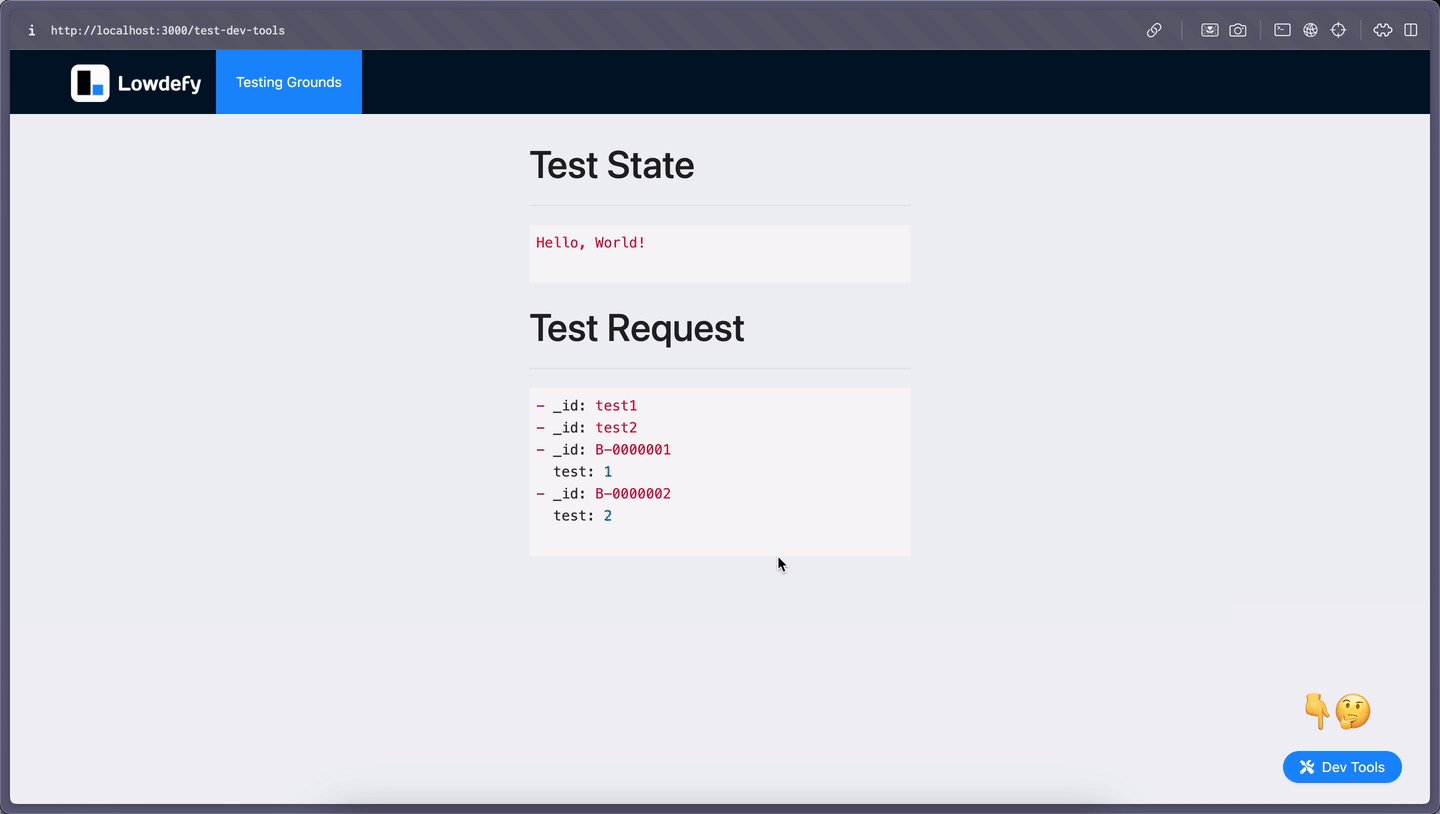 http://localhost:3000/test-dev-tools
Lowdefy
Testing Grounds
Test State
Hello, World!
Test Request
- _id: test1
- _id: test2
- _id: B-0000001
test: 1
- _id: B-0000002
test: 2
Dev Tools